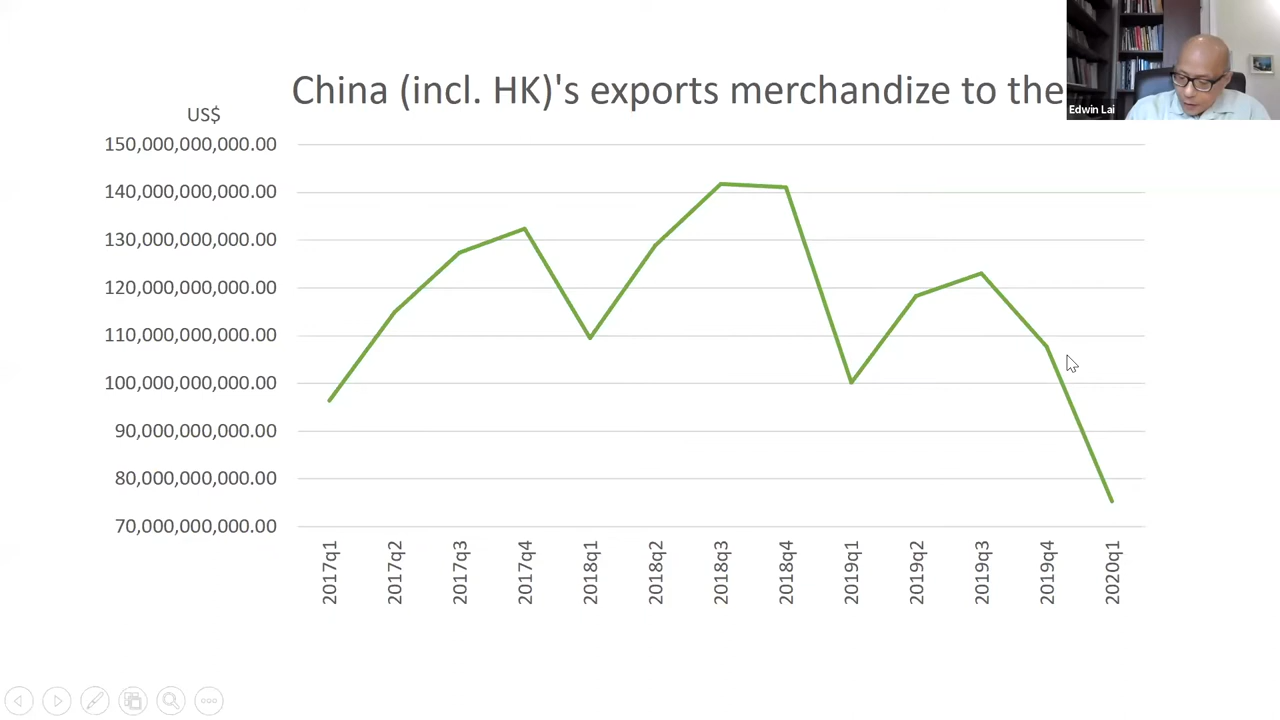 China (incl. HK)'s exports merchandize to the
Edwin Lai
US$
150,000,000,000.00
140,000,000,000.00
130,000,000,000.00
120,000,000,000.00
110,000,000,000.00
100,000,000,000.00
90,000,000,000.00
80,000,000,000.00
70,000,000,000.00
2017q1
2017q2
2017q3
2017q4
2018q1
2018q2
2018q3
2018q4
2019q1
2019q2
2019q3
2019q4
2020q1